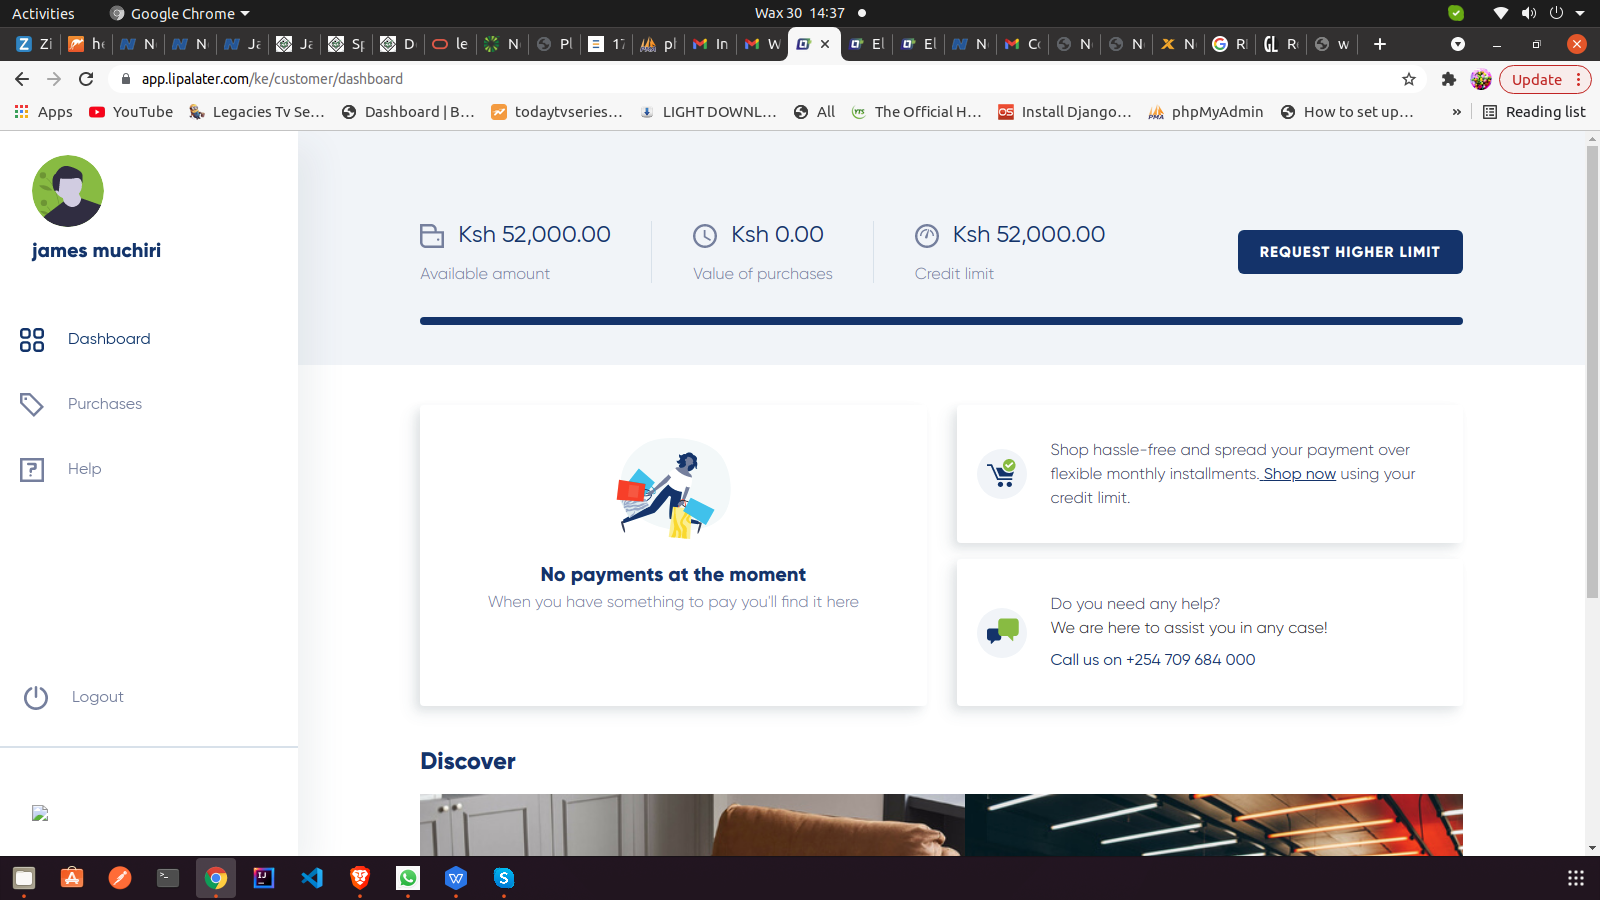 Activities
Google Chrome
Wax 30 14:37
Zi
he
N
N
Ja
Ja
Sp
D
le
N
Pl
17
ph
In
W
El
El
N
Co
N
N
N
RI
Re
w
app.lipalater.com/ke/customer/dashboard
Update
Apps
YouTube
Legacies Tv Se…
Dashboard | B…
todaytvseries…
LIGHT DOWNL…
All
The Official H…
Install Django…
phpMyAdmin
How to set up…
»
Reading list
james muchiri
Dashboard
Purchases
Help
Logout
Ksh 52,000.00
Available amount
Ksh 0.00
Value of purchases
Ksh 52,000.00
Credit limit
REQUEST HIGHER LIMIT
No payments at the moment
When you have something to pay you'll find it here
Shop hassle-free and spread your payment over
flexible monthly installments. Shop now using your
credit limit.
Do you need any help?
We are here to assist you in any case!
Call us on +254 709 684 000
Discover